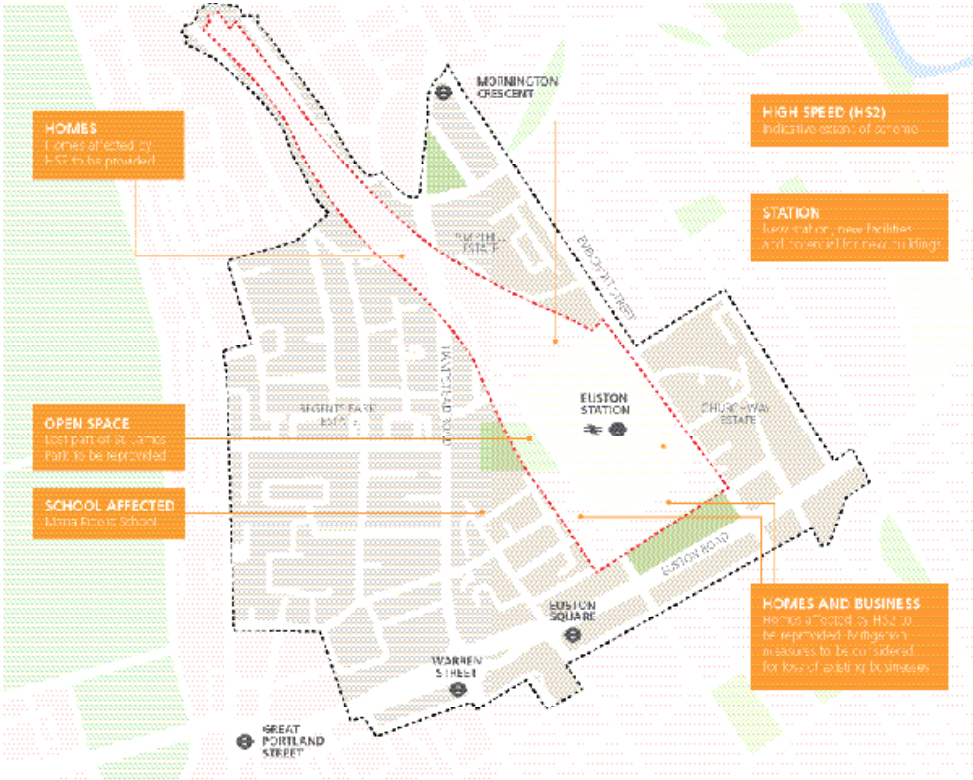 MORNINGTON
CRESCENT
HOMES
Homes affected by
HS2 to be provided
HIGH SPEED (HS2)
Indicative extent of scheme
STATION
New station, new facilities
and potential for new buildings
ESTATE
EVERSHOLT STREET
HAMPSTEAD ROAD
EUSTON
STATION
REGENTS PARK
ESTATE
CHURCHWAY
ESTATE
OPEN SPACE
Lost part of St. James
Park to be reprovided
SCHOOL AFFECTED
Maria Fidelis School
EUSTON ROAD
EUSTON
SQUARE
WARREN
STREET
GREAT
PORTLAND
STREET
HOMES AND BUSINESS
Homes affected by HS2 to
be reprovided. Mitigation
measures to be considered
for loss of existing businesses